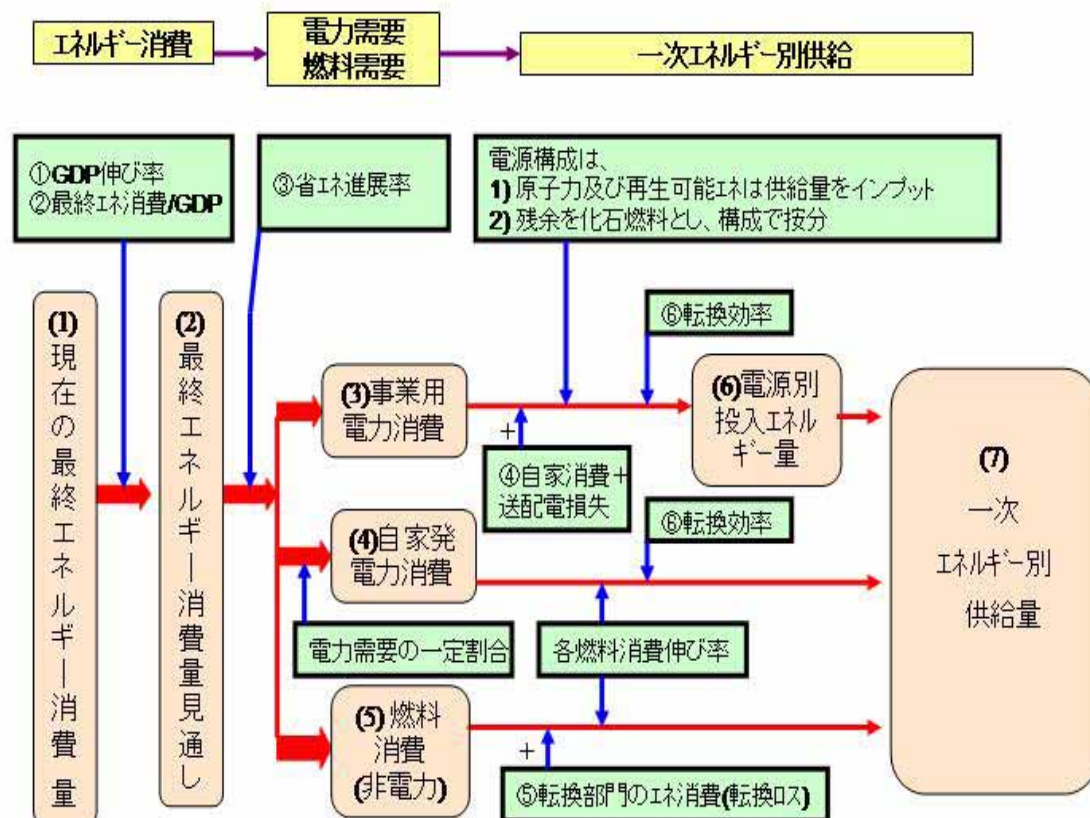 エネルギー消費
電力需要
燃料需要
一次エネルギー別供給
①GDP伸び率
②最終エネ消費/GDP
③省エネ進展率
電源構成は、
1) 原子力及び再生可能エネは供給量をインプット
2) 残余を化石燃料とし、構成で按分
(1)現在の最終エネルギー消費量
(2)最終エネルギー消費量見通し
(3)事業用
電力消費
⑥転換効率
(6)電源別
投入エネル
ギー量
+
④自家消費+
送配電損失
(4)自家発
電力消費
⑥転換効率
(7)
一次
エネルギー別
供給量
電力需要の一定割合
各燃料消費伸び率
(5)燃料
消費
(非電力)
+
⑤転換部門のエネ消費(転換ロス)